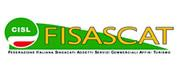 CISL
FISASCAT
FEDERAZIONE ITALIANA SINDACATI ADDETTI SERVIZI COMMERCIALI AFFINI TURISMO